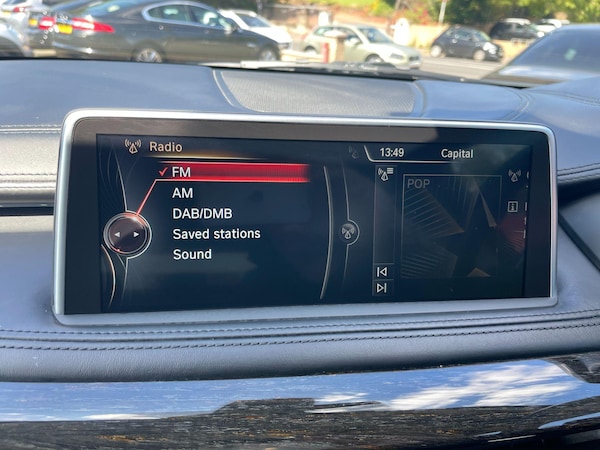 Radio
✓ FM
AM
DAB/DMB
Saved stations
Sound
13:49 Capital
POP